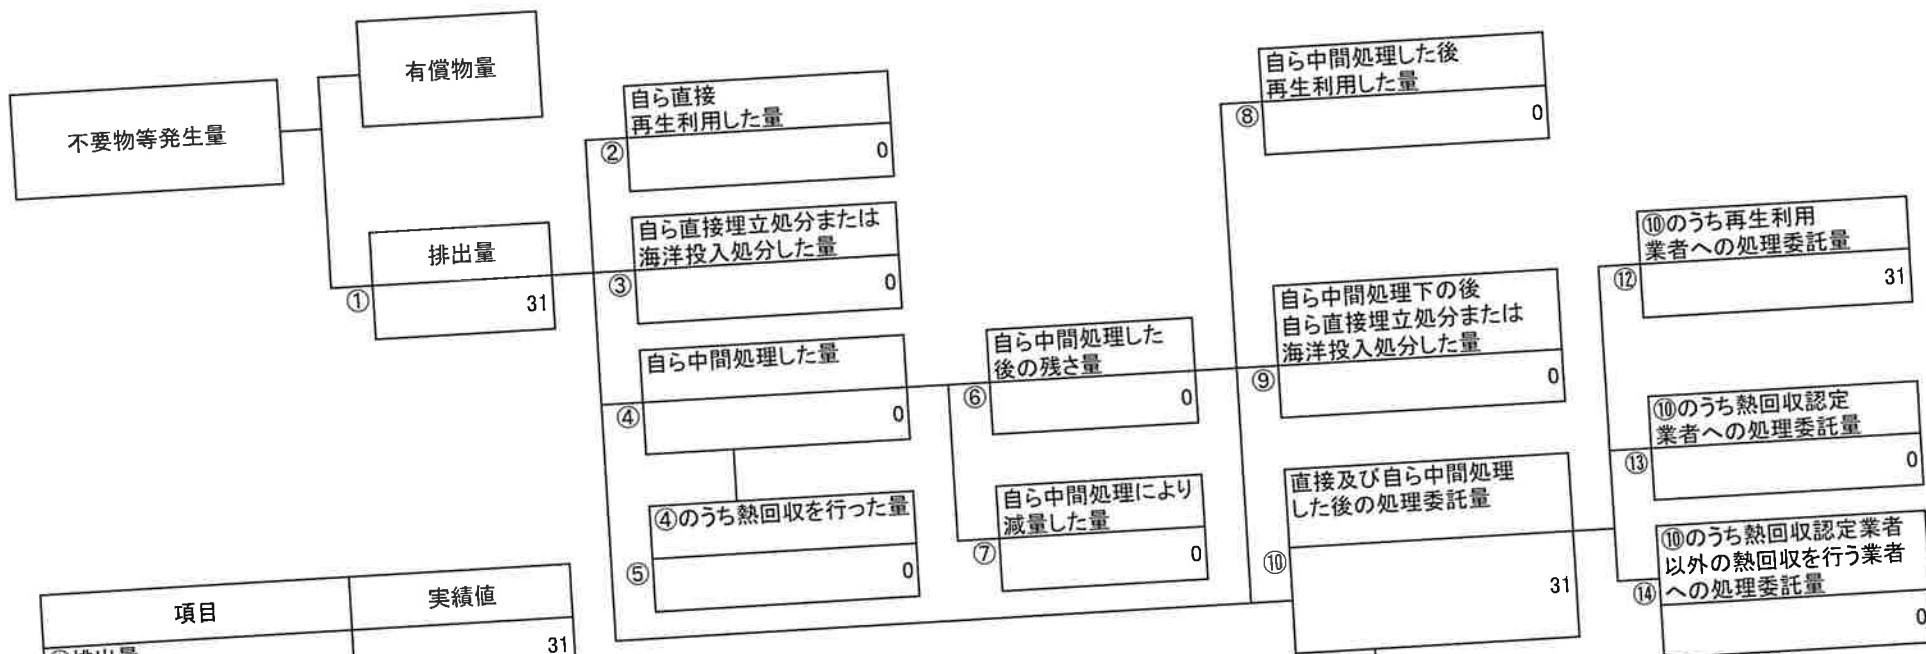 不要物等発生量
有償物量
排出量
①
31
自ら直接
再生利用した量
②
0
自ら直接埋立処分または
海洋投入処分した量
③
0
自ら中間処理した量
④
0
④のうち熱回収を行った量
⑤
0
自ら中間処理した
後の残さ量
⑥
0
自ら中間処理により
減量した量
⑦
0
自ら中間処理した後
再生利用した量
⑧
0
自ら中間処理下の後
自ら直接埋立処分または
海洋投入処分した量
⑨
0
直接及び自ら中間処理
した後の処理委託量
⑩
31
⑩のうち再生利用
業者への処理委託量
⑫
31
⑩のうち熱回収認定
業者への処理委託量
⑬
0
⑩のうち熱回収認定業者
以外の熱回収を行う業者
への処理委託量
⑭
0
項目 実績値
①排出量 31